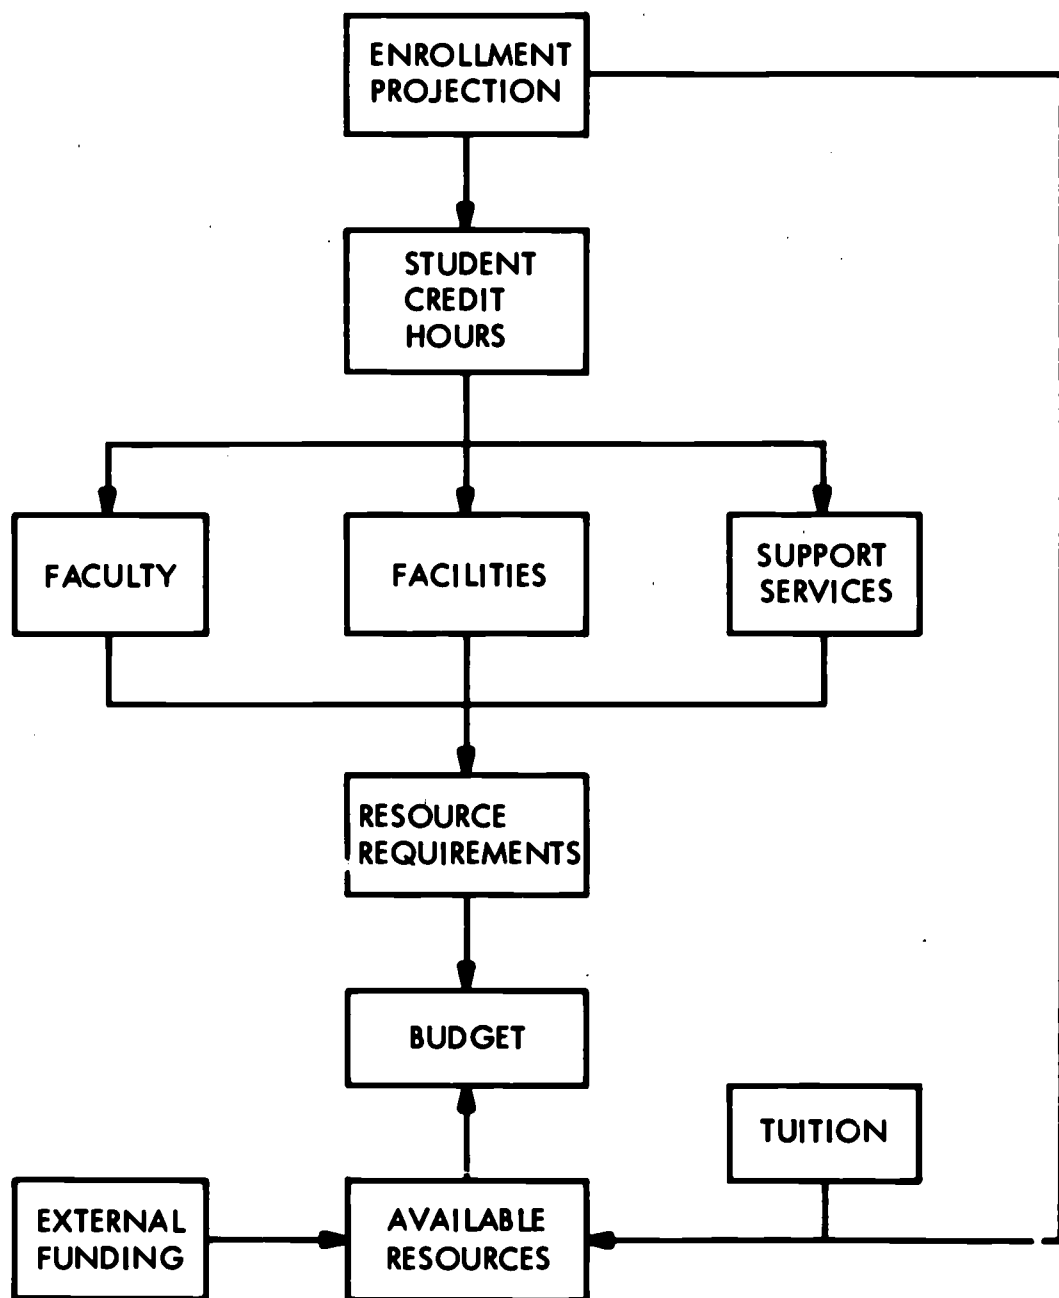 ENROLLMENT
PROJECTION
STUDENT
CREDIT
HOURS
FACULTY
FACILITIES
SUPPORT
SERVICES
RESOURCE
REQUIREMENTS
BUDGET
TUITION
EXTERNAL
FUNDING
AVAILABLE
RESOURCES